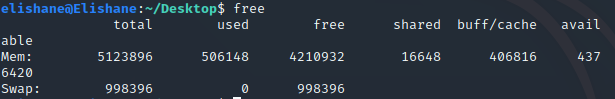 elishane@Elishane:~/Desktop$ free
              total        used        free      shared  buff/cache   avail
able
Mem:        5123896      506148     4210932       16648      406816     437
6420
Swap:        998396           0      998396